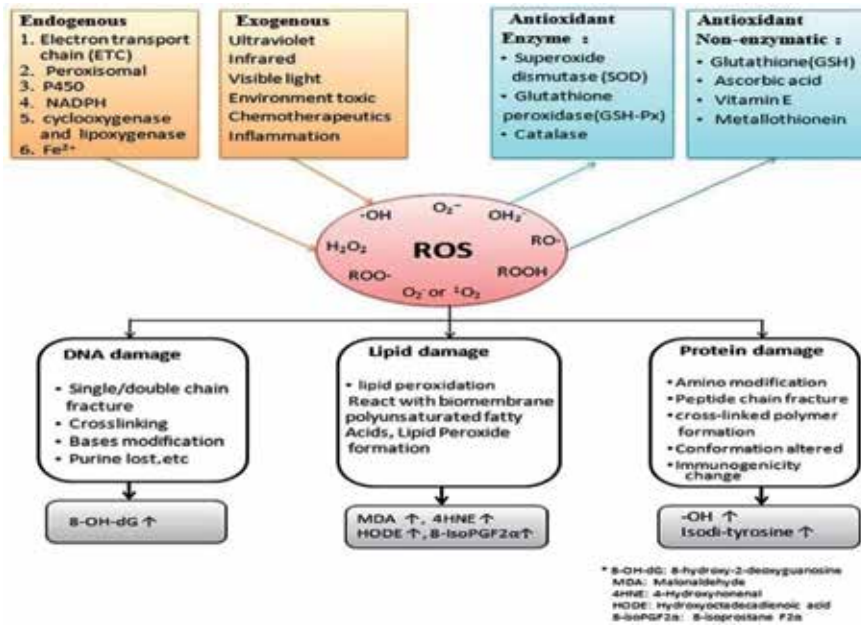 Endogenous
1. Electron transport
chain (ETC)
2. Peroxisomal
3. P450
4. NADPH
5. cyclooxygenase
and lipoxygenase
6. Fe²⁺
Exogenous
Ultraviolet
Infrared
Visible light
Environment toxic
Chemotherapeutics
Inflammation
Antioxidant
Enzyme :
• Superoxide
dismutase (SOD)
• Glutathione
peroxidase(GSH-Px)
• Catalase
Antioxidant
Non-enzymatic :
• Glutathione(GSH)
• Ascorbic acid
• Vitamin E
• Metallothionein
·OH
O₂⁻
OH₂⁻
H₂O₂
ROS
RO·
ROO·
ROOH
O₂⁻ or ¹O₂
DNA damage
• Single/double chain
fracture
• Crosslinking
• Bases modification
• Purine lost,etc
8-OH-dG ↑
Lipid damage
• lipid peroxidation
React with biomembrane
polyunsaturated fatty
Acids, Lipid Peroxide
formation
MDA ↑, 4HNE ↑
HODE ↑,8-IsoPGF2α↑
Protein damage
• Amino modification
• Peptide chain fracture
• cross-linked polymer
formation
• Conformation altered
• Immunogenicity
change
-OH ↑
Isodi-tyrosine ↑
* 8-OH-dG: 8-hydroxy-2-deoxyguanosine
MDA: Malonaldehyde
4HNE: 4-Hydroxynonenal
HODE: Hydroxyoctadecadienoic acid
8-isoPGF2α: 8-isoprostane F2α